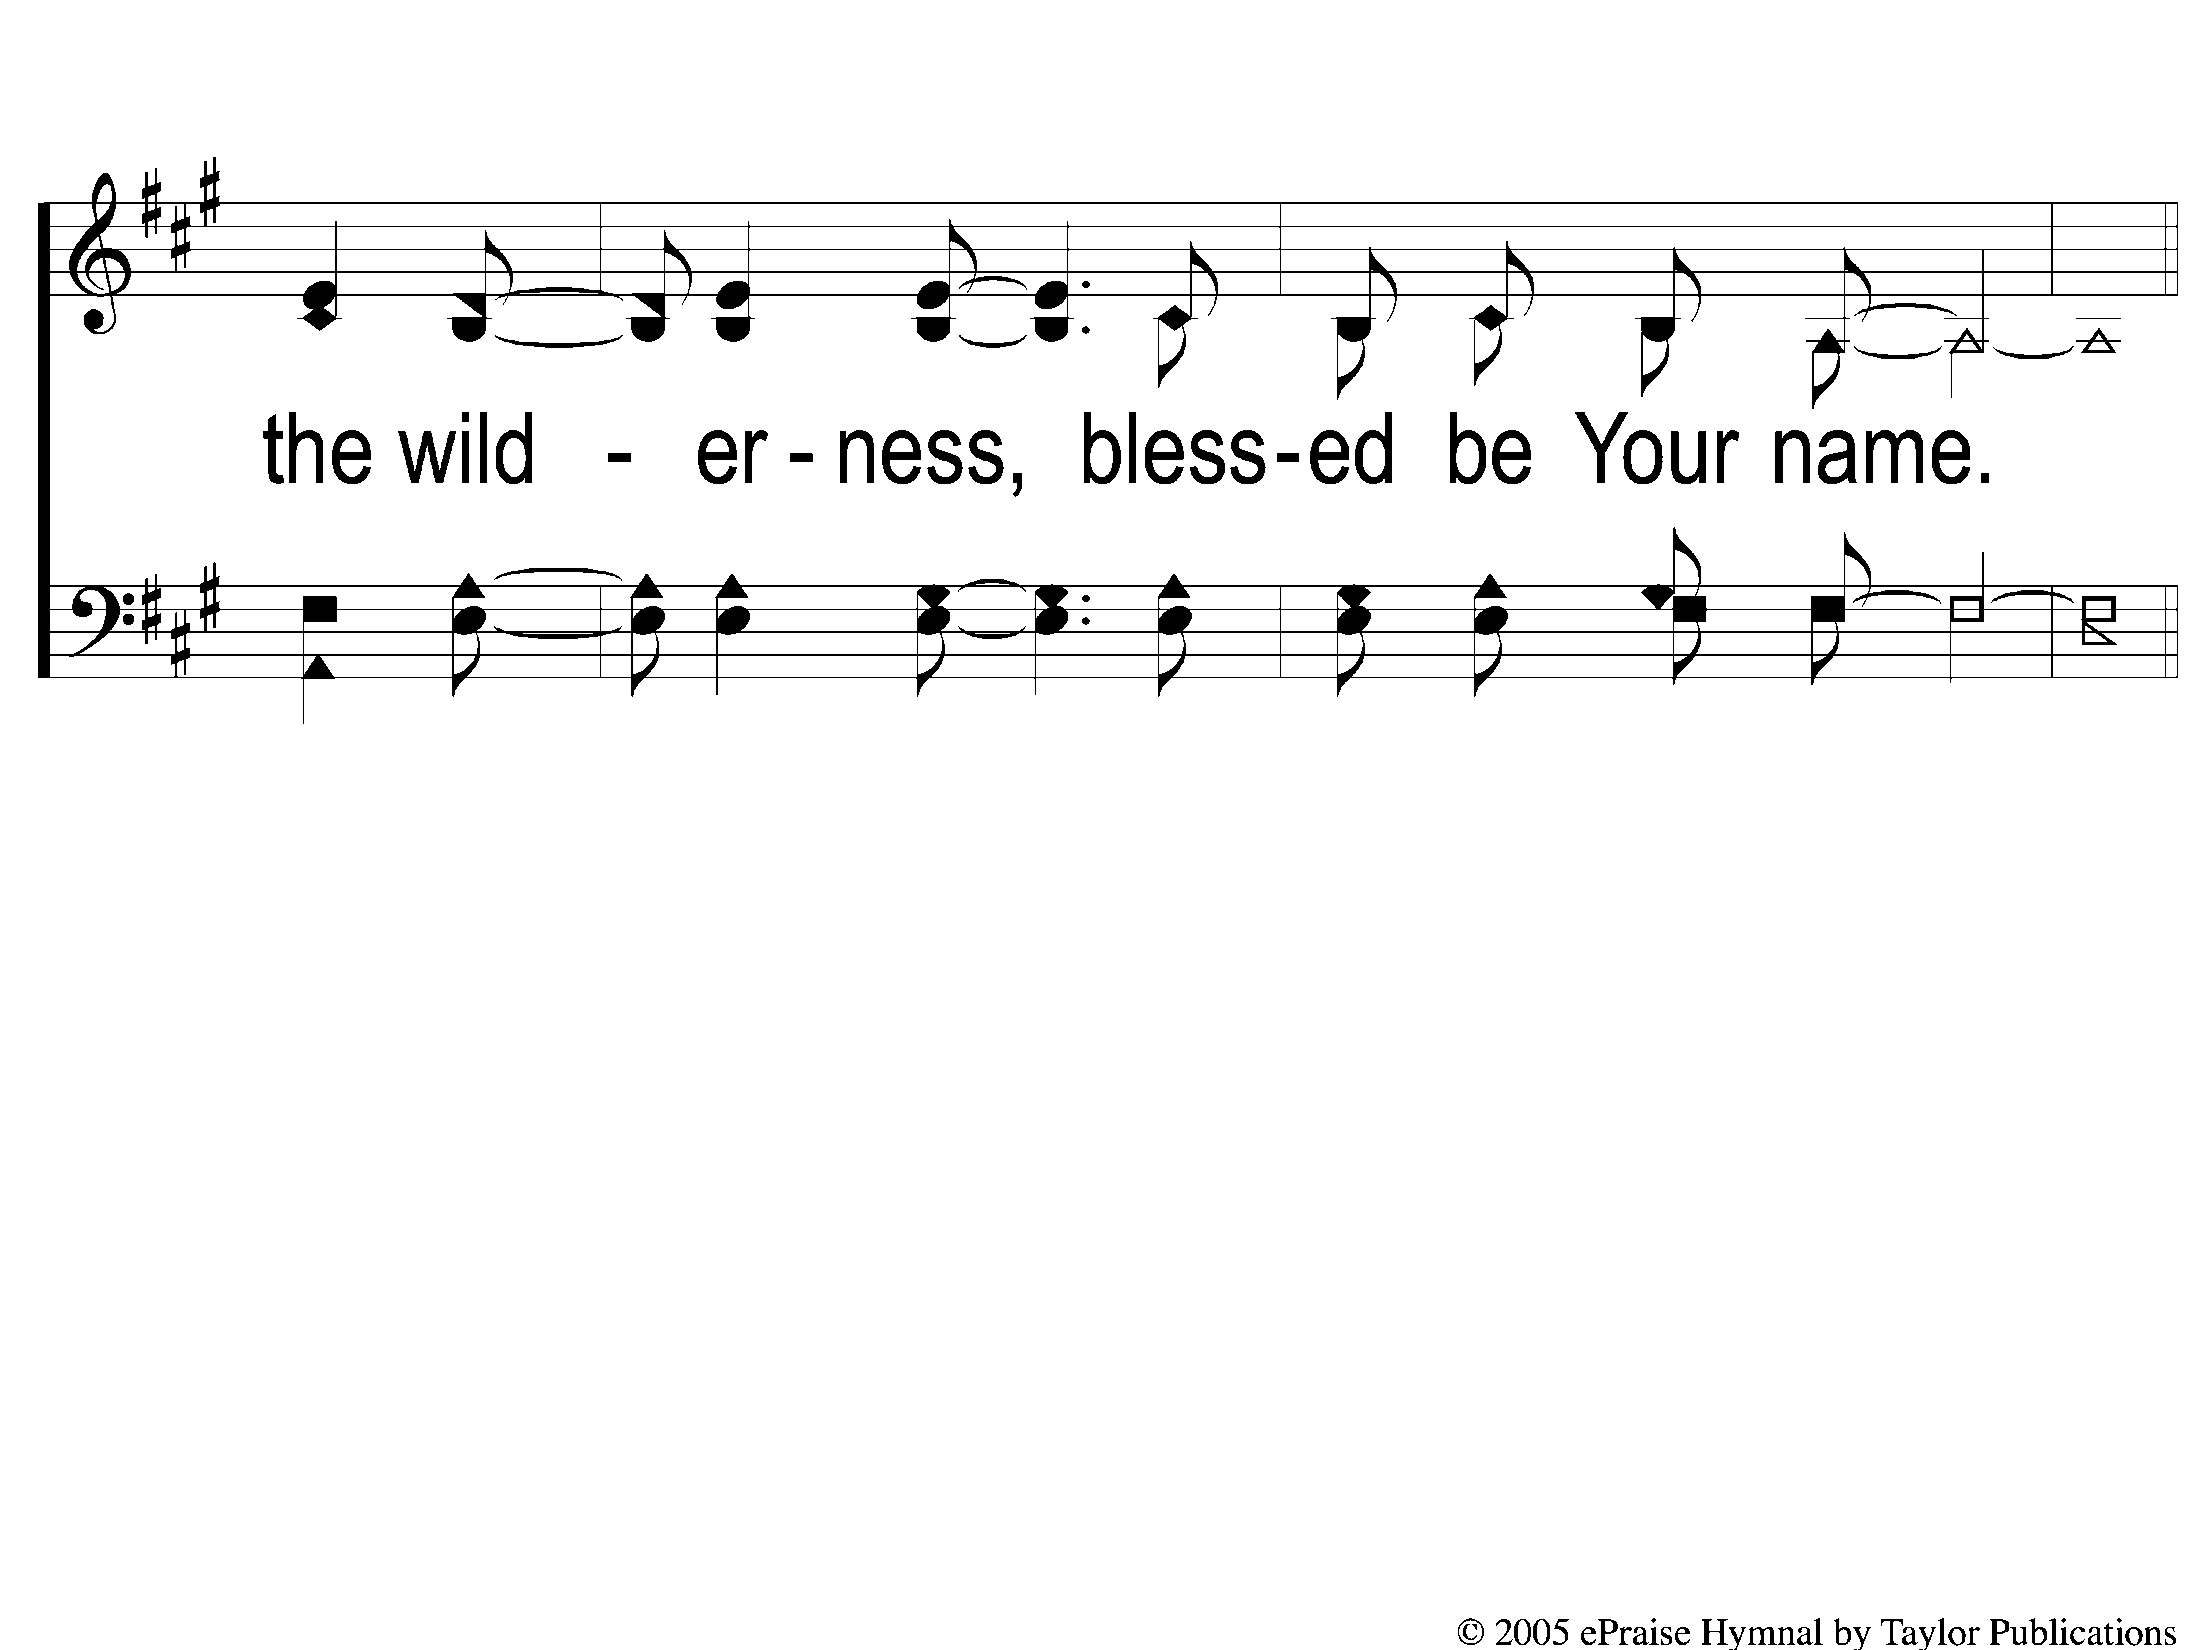 the wild - er - ness, bless-ed be Your name.
© 2005 ePraise Hymnal by Taylor Publications